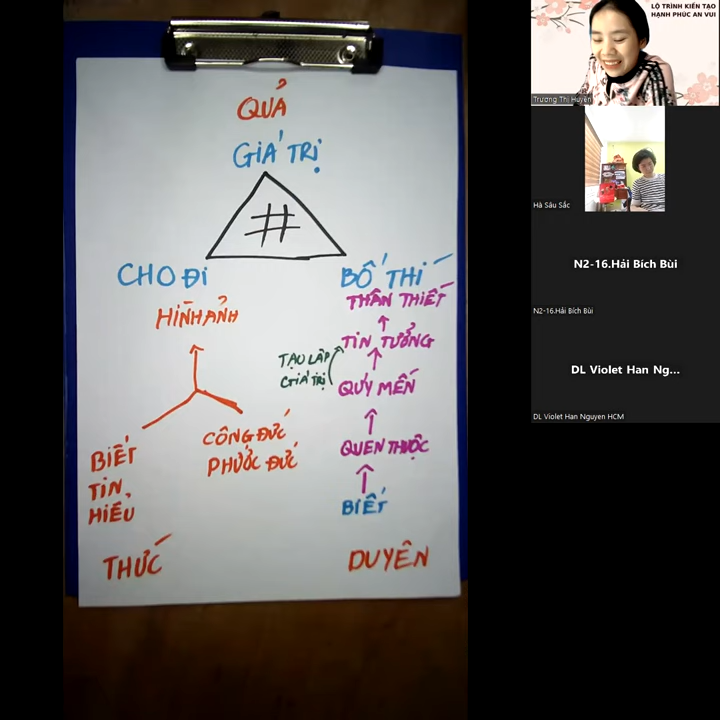 QUẢ
GIÁ TRỊ
#
CHO ĐI
BỐ THÍ
HÌNH ẢNH
THÂN THIẾT
TIN TƯỞNG
TẠO LẬP
GIÁ TRỊ
QUÝ MẾN
CÔNG ĐỨC
PHƯỚC ĐỨC
QUEN THUỘC
BIẾT
TIN
HIỂU
BIẾT
THỨC
DUYÊN
LỘ TRÌNH KIẾN TẠO
HẠNH PHÚC AN VUI
Trương Thị Huyền
Hà Sâu Sắc
N2-16.Hải Bích Bùi
N2-16.Hải Bích Bùi
DL Violet Han Ng...
DL Violet Han Nguyen HCM